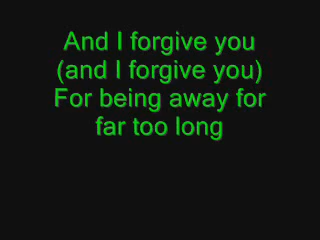 And I forgive you
(and I forgive you)
For being away for
far too long